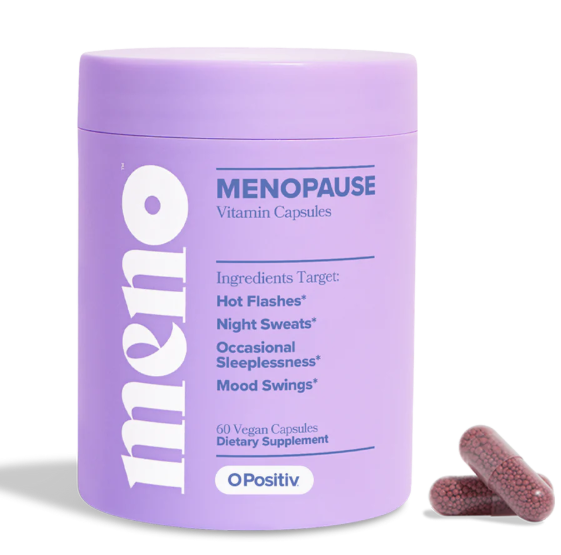 meno
MENOPAUSE
Vitamin Capsules
Ingredients Target:
Hot Flashes*
Night Sweats*
Occasional
Sleeplessness*
Mood Swings*
60 Vegan Capsules
Dietary Supplement
OPositiv